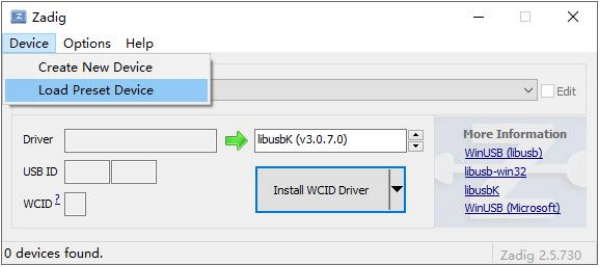 Zadig
Device Options Help
Create New Device
Load Preset Device
Edit
Driver
libusbK (v3.0.7.0)
More Information
WinUSB (libusb)
USB ID
libusb-win32
Install WCID Driver
libusbK
WCID ?
WinUSB (Microsoft)
0 devices found.
Zadig 2.5.730